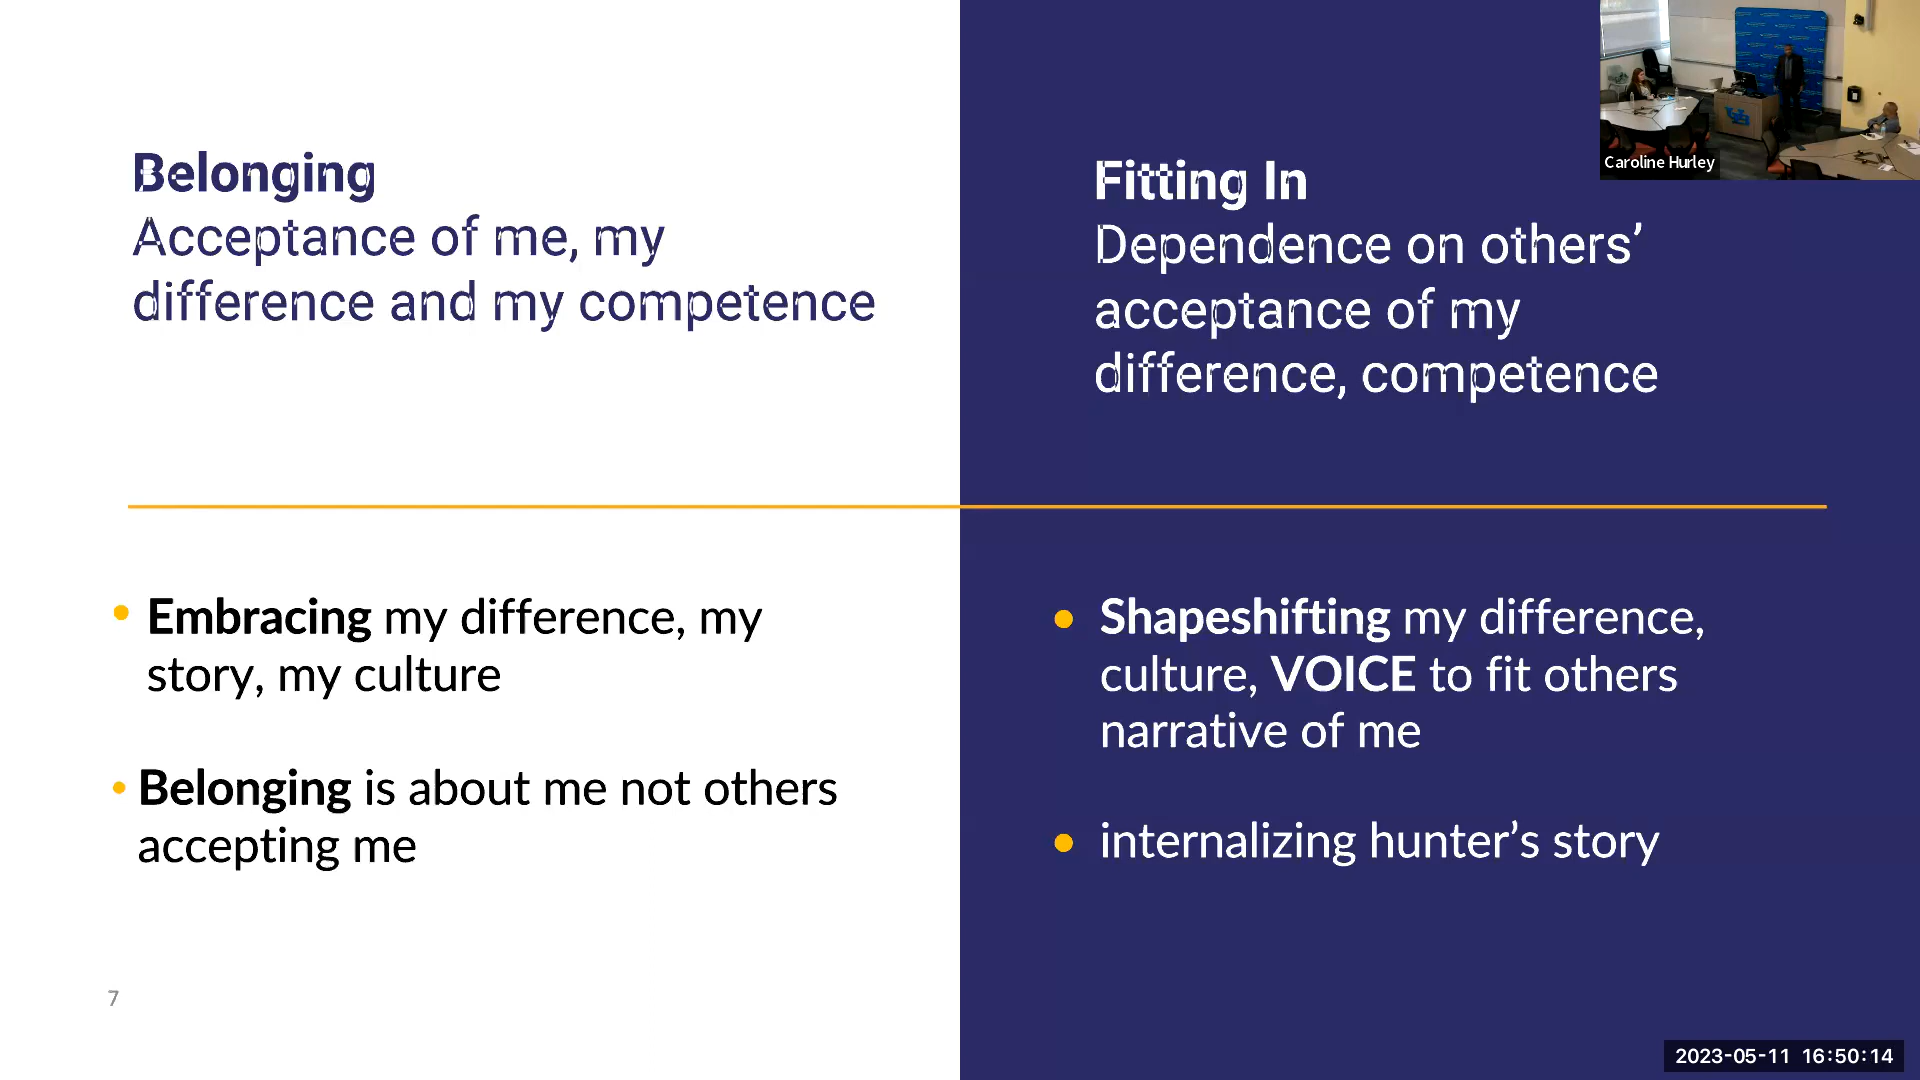 Belonging
Acceptance of me, my
difference and my competence
Fitting In
Dependence on others’
acceptance of my
difference, competence
• Embracing my difference, my
story, my culture
• Belonging is about me not others
accepting me
• Shapeshifting my difference,
culture, VOICE to fit others
narrative of me
• internalizing hunter’s story
7
Caroline Hurley
UB
2023-05-11 16:50:14